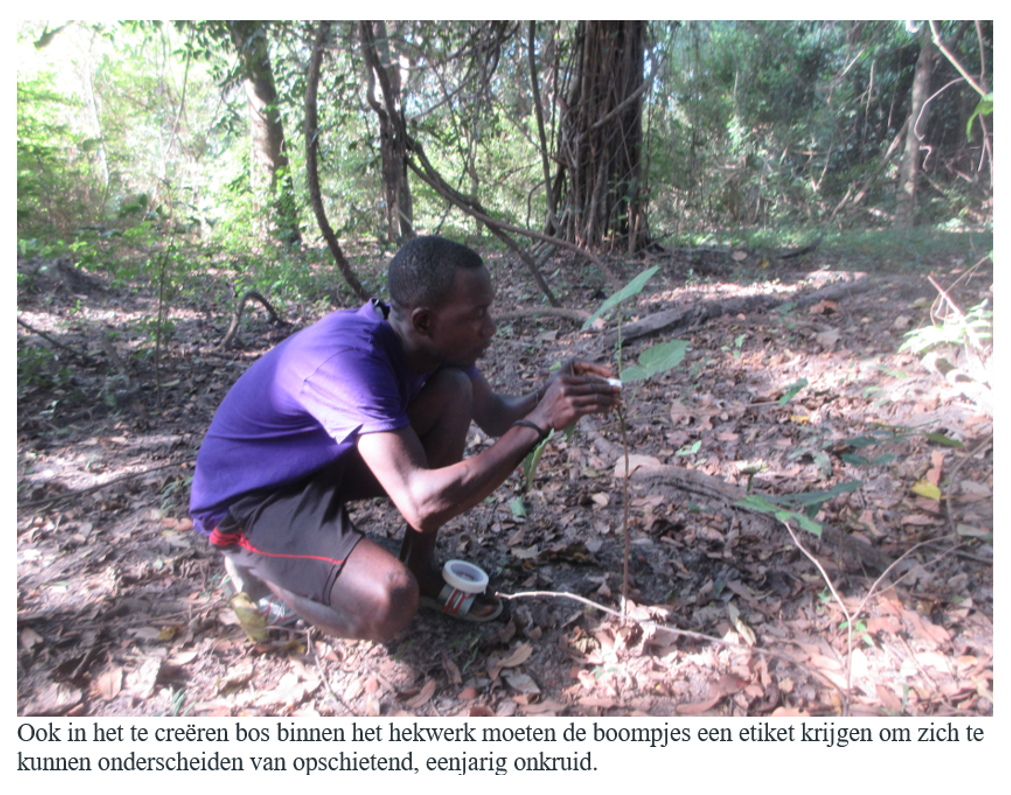 Ook in het te creëren bos binnen het hekwerk moeten de boompjes een etiket krijgen om zich te
kunnen onderscheiden van opschietend, eenjarig onkruid.